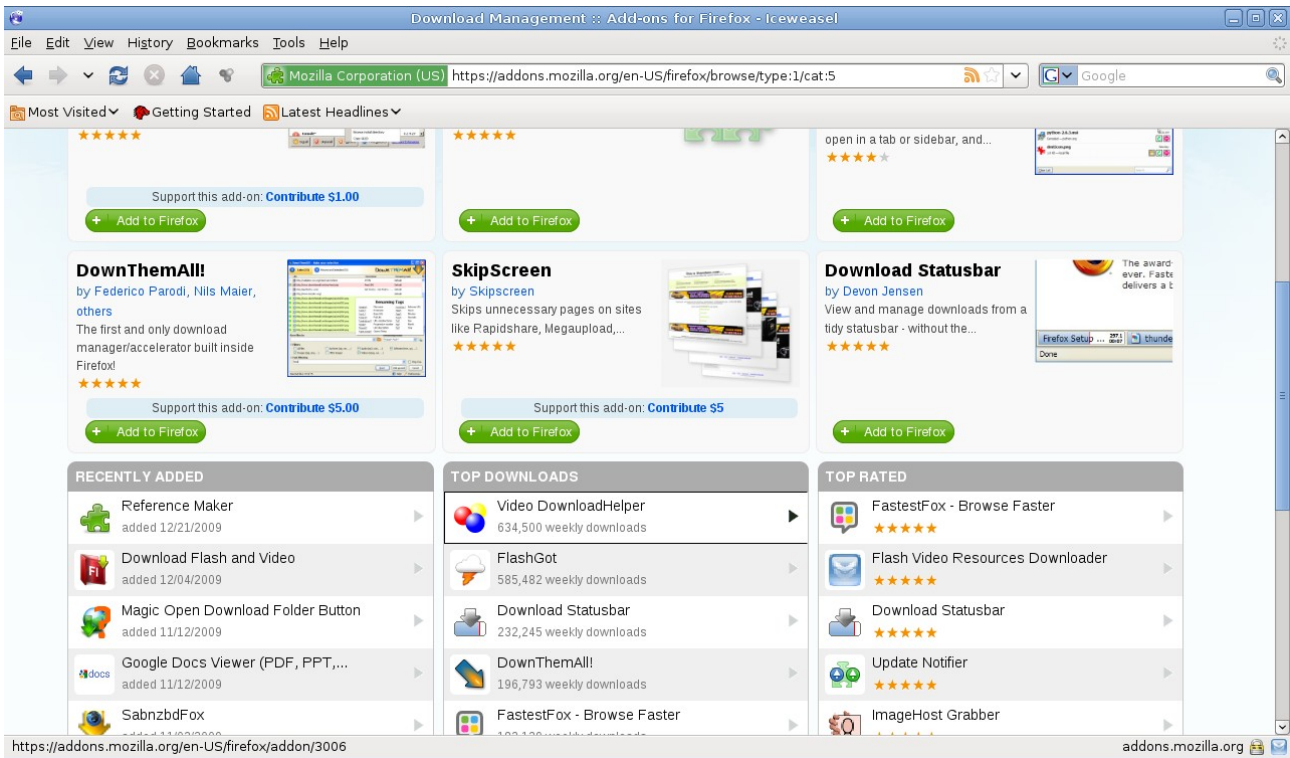 Download Management :: Add-ons for Firefox - Iceweasel
File Edit View History Bookmarks Tools Help
Mozilla Corporation (US) https://addons.mozilla.org/en-US/firefox/browse/type:1/cat:5
Google
Most Visited Getting Started Latest Headlines
open in a tab or sidebar, and...
Support this add-on: Contribute $1.00
+ Add to Firefox
+ Add to Firefox
+ Add to Firefox
DownThemAll!
by Federico Parodi, Nils Maier,
others
The first and only download
manager/accelerator built inside
Firefox!
Support this add-on: Contribute $5.00
+ Add to Firefox
SkipScreen
by Skipscreen
Skips unnecessary pages on sites
like Rapidshare, Megaupload,...
Support this add-on: Contribute $5
+ Add to Firefox
Download Statusbar
by Devon Jensen
View and manage downloads from a
tidy statusbar - without the...
The award-
ever. Faste
delivers a b
Firefox Setup ...
thunde
Done
+ Add to Firefox
RECENTLY ADDED
Reference Maker
added 12/21/2009
Download Flash and Video
added 12/04/2009
Magic Open Download Folder Button
added 11/12/2009
Google Docs Viewer (PDF, PPT,...
added 11/12/2009
SabnzbdFox
TOP DOWNLOADS
Video DownloadHelper
634,500 weekly downloads
FlashGot
585,482 weekly downloads
Download Statusbar
232,245 weekly downloads
DownThemAll!
196,793 weekly downloads
FastestFox - Browse Faster
TOP RATED
FastestFox - Browse Faster
Flash Video Resources Downloader
Download Statusbar
Update Notifier
ImageHost Grabber
https://addons.mozilla.org/en-US/firefox/addon/3006
addons.mozilla.org